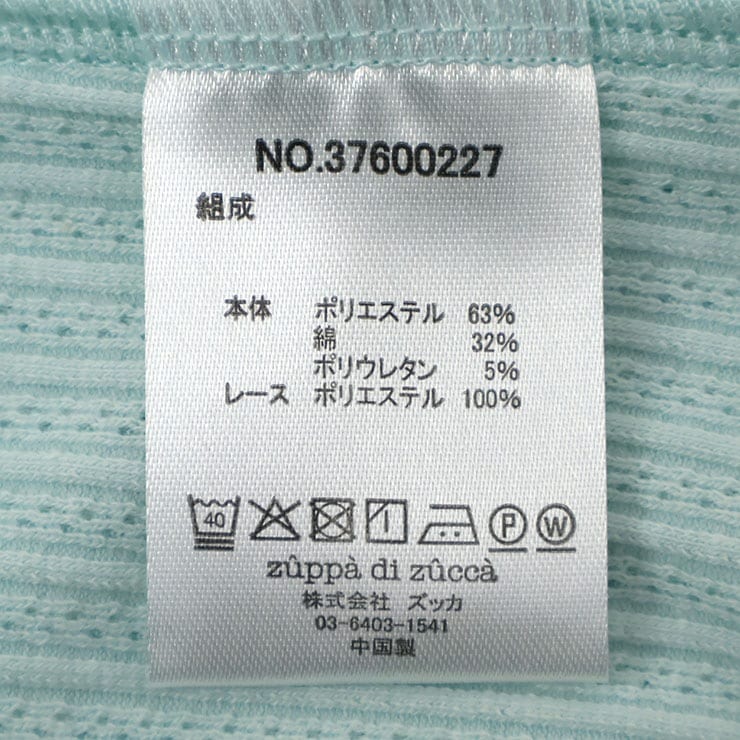 NO.37600227
組成
本体 ポリエステル 63%
綿 32%
ポリウレタン 5%
レース ポリエステル 100%
40 P W
zûppà di zûccà
株式会社 ズッカ
03-6403-1541
中国製